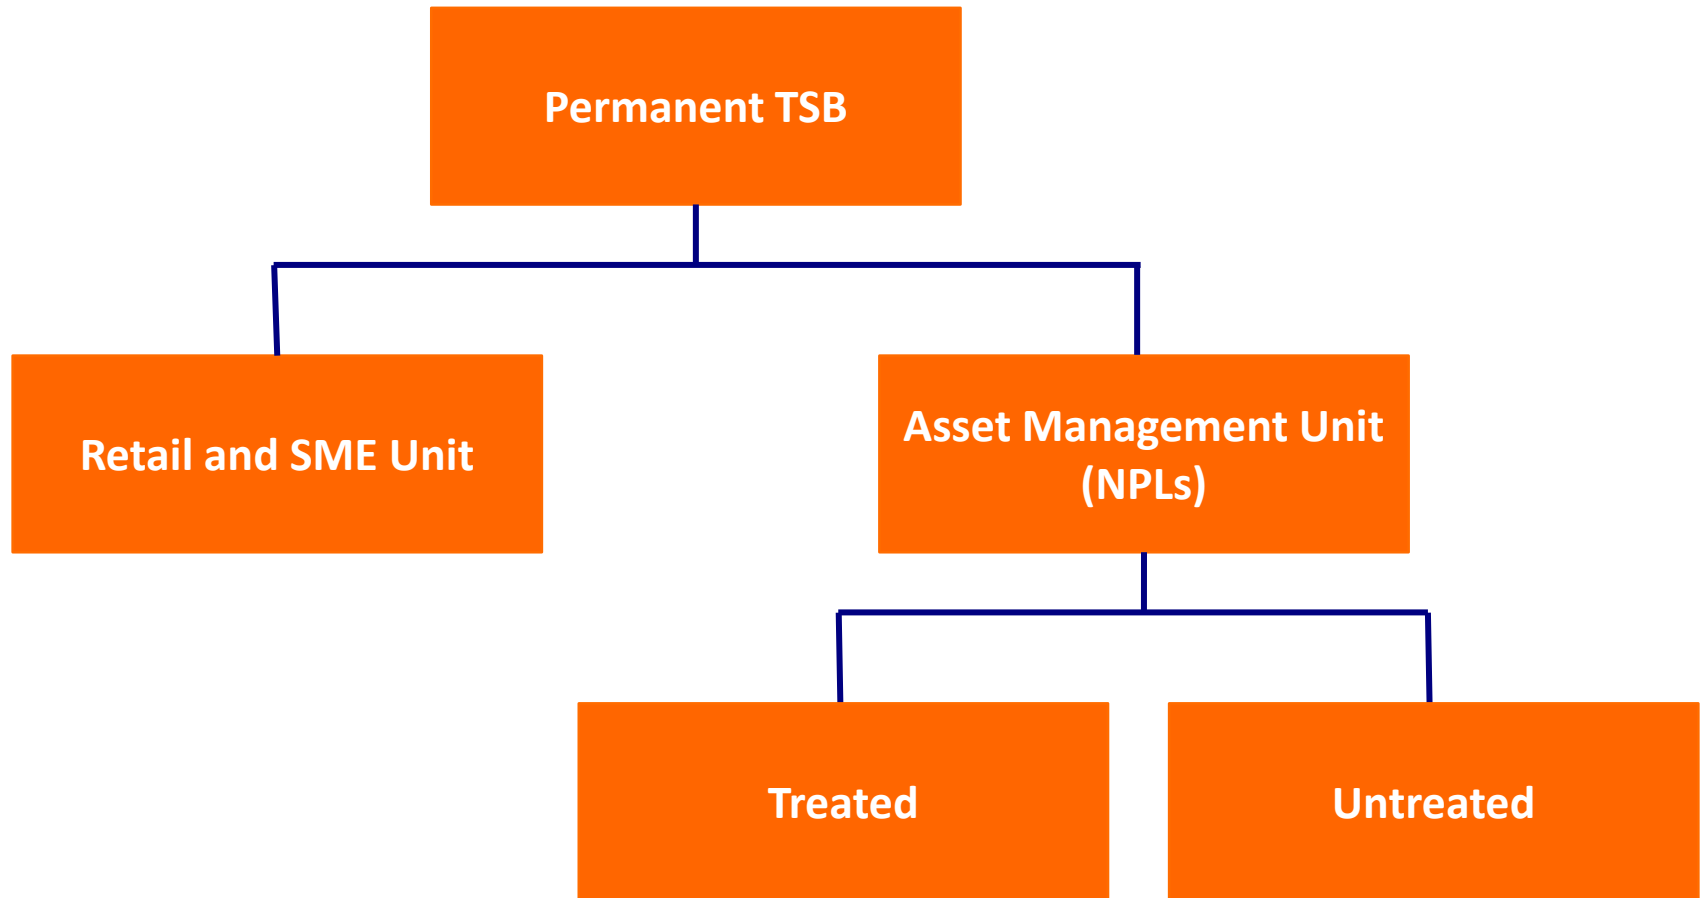 Permanent TSB
Retail and SME Unit
Asset Management Unit
(NPLs)
Treated
Untreated